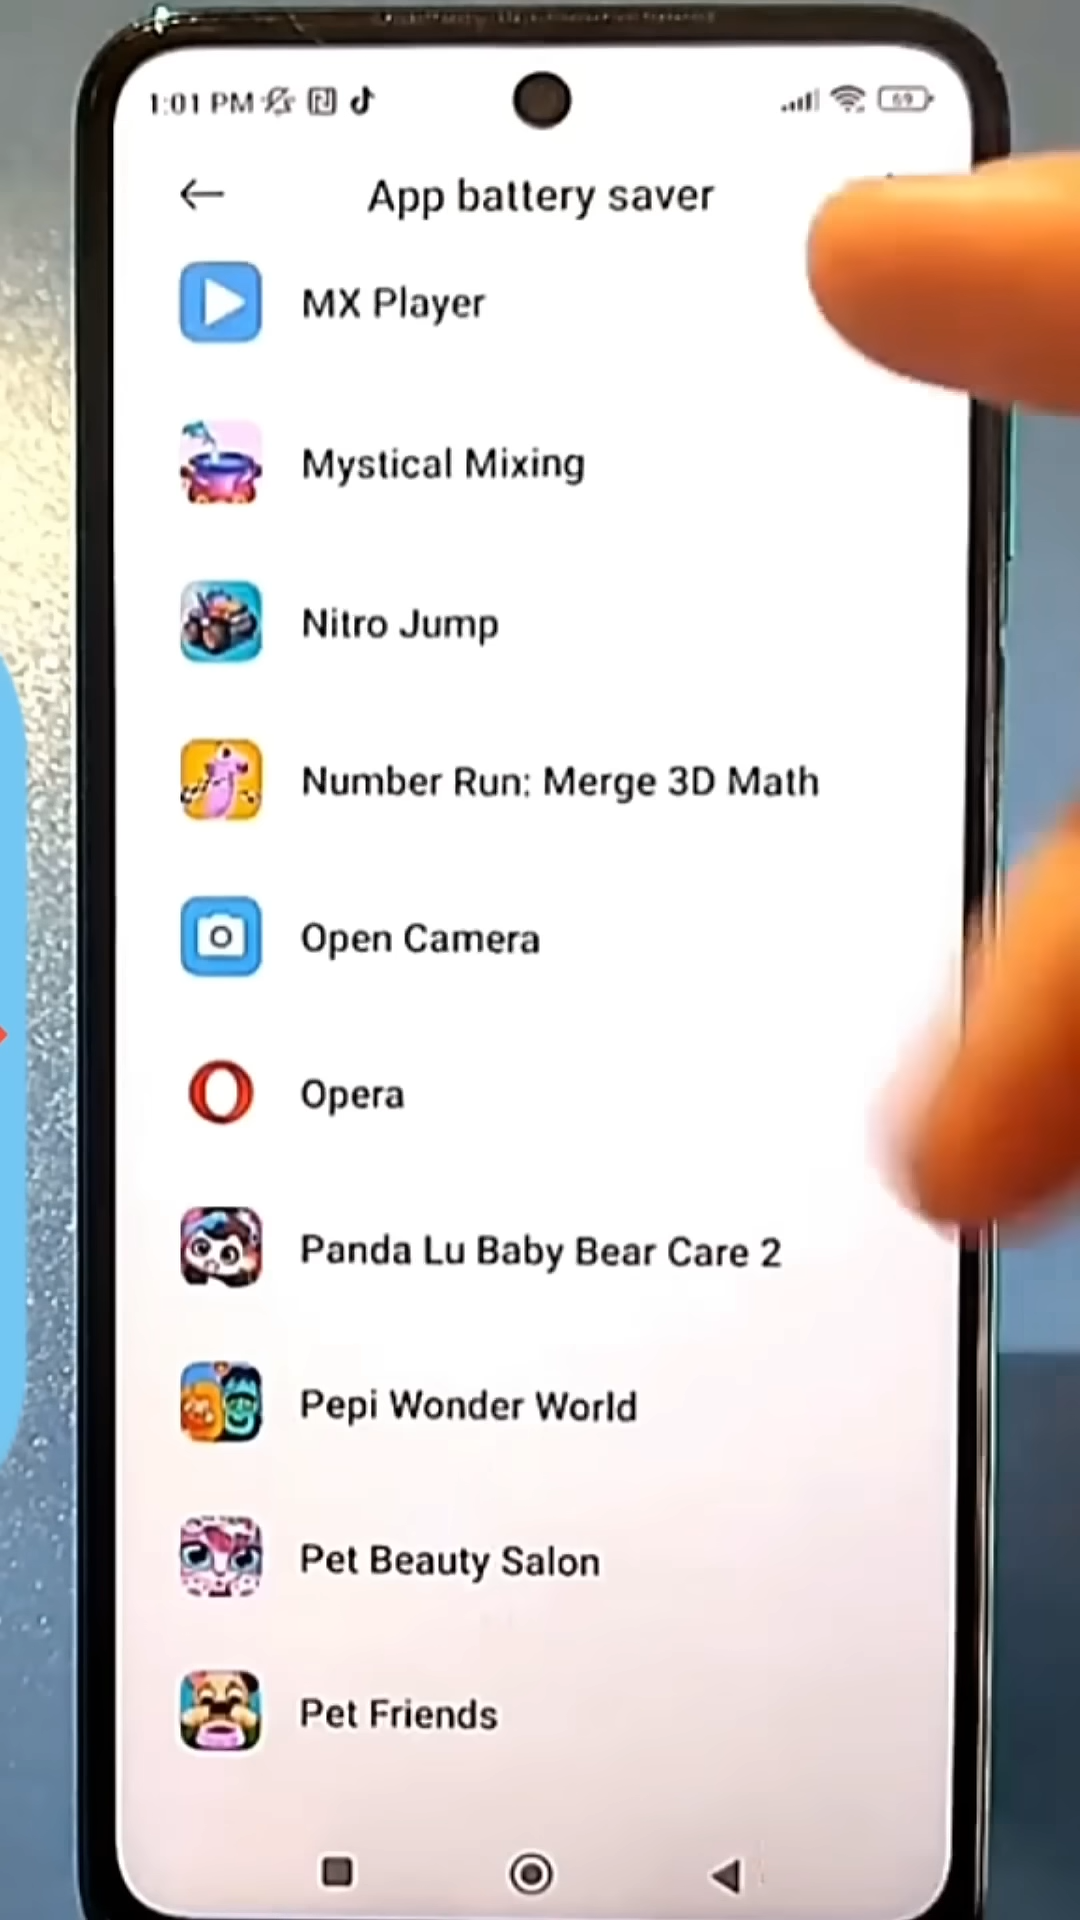 1:01 PM
69
App battery saver
MX Player
Mystical Mixing
Nitro Jump
Number Run: Merge 3D Math
Open Camera
Opera
Panda Lu Baby Bear Care 2
Pepi Wonder World
Pet Beauty Salon
Pet Friends